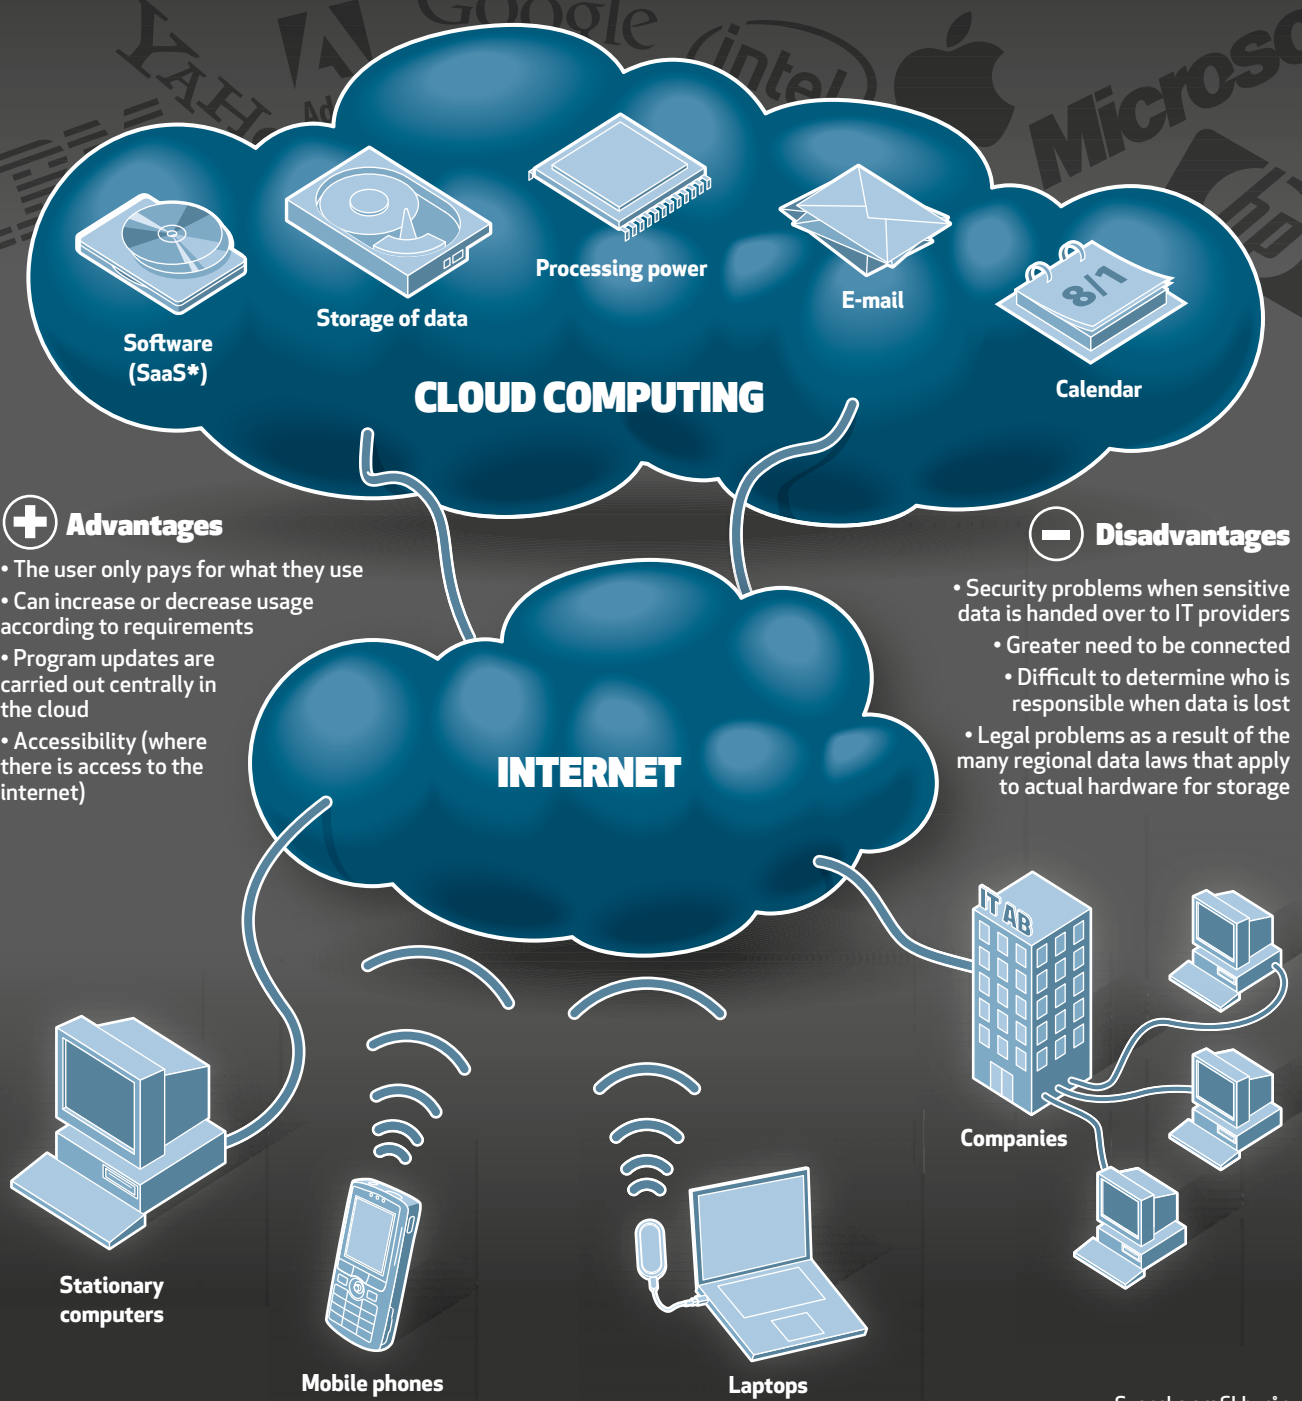 YAHO
Ad
Google
intel
Microso
hp
IBM
Software
(SaaS*)
Storage of data
Processing power
E-mail
8/1
Calendar
CLOUD COMPUTING
Advantages
• The user only pays for what they use
• Can increase or decrease usage
according to requirements
• Program updates are
carried out centrally in
the cloud
• Accessibility (where
there is access to the
internet)
Disadvantages
• Security problems when sensitive
data is handed over to IT providers
• Greater need to be connected
• Difficult to determine who is
responsible when data is lost
• Legal problems as a result of the
many regional data laws that apply
to actual hardware for storage
INTERNET
IT AB
Companies
Stationary
computers
Mobile phones
Laptops